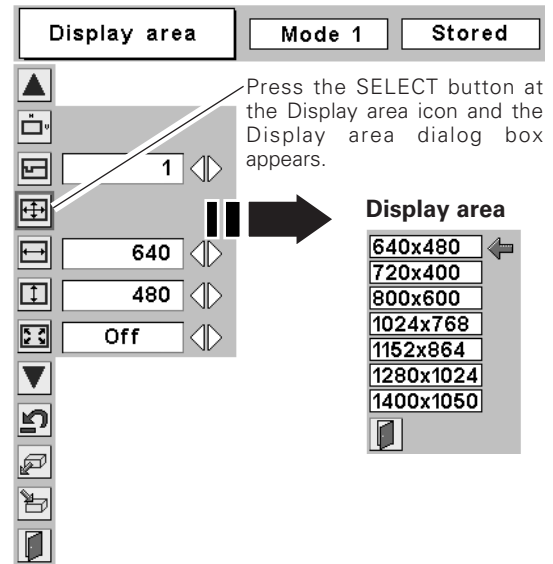 Display area Mode 1 Stored
Press the SELECT button at
the Display area icon and the
Display area dialog box
appears.
H
V
1
640
480
Off
Display area
640x480
720x400
800x600
1024x768
1152x864
1280x1024
1400x1050